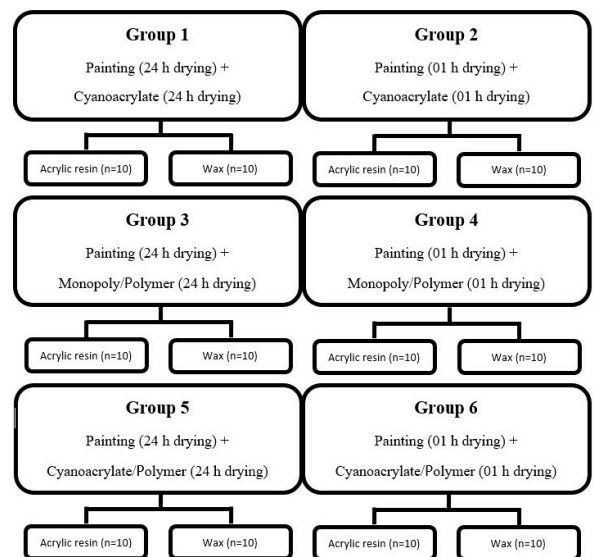 Group 1
Painting (24 h drying) +
Cyanoacrylate (24 h drying)
Acrylic resin (n=10)
Wax (n=10)
Group 2
Painting (01 h drying) +
Cyanoacrylate (01 h drying)
Acrylic resin (n=10)
Wax (n=10)
Group 3
Painting (24 h drying) +
Monopoly/Polymer (24 h drying)
Acrylic resin (n=10)
Wax (n=10)
Group 4
Painting (01 h drying) +
Monopoly/Polymer (01 h drying)
Acrylic resin (n=10)
Wax (n=10)
Group 5
Painting (24 h drying) +
Cyanoacrylate/Polymer (24 h drying)
Acrylic resin (n=10)
Wax (n=10)
Group 6
Painting (01 h drying) +
Cyanoacrylate/Polymer (01 h drying)
Acrylic resin (n=10)
Wax (n=10)